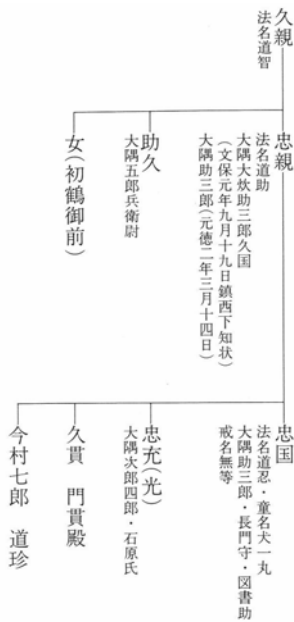 久親
法名道智
忠親
法名道助
大隅大炊助三郎久国
(文保元年九月十九日鎮西下知状)
大隅助三郎(元徳二年三月十四日)
助久
大隅五郎兵衛尉
女(初鶴御前)
忠国
法名道忍・童名犬一丸
大隅助三郎・長門守・図書助
戒名無等
忠充(光)
大隅次郎四郎・石原氏
久貫 門貫殿
今村七郎 道珍